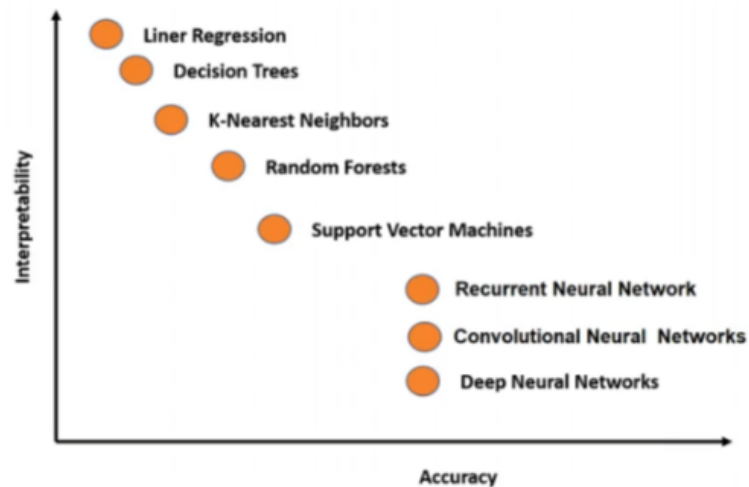 Liner Regression
Decision Trees
K-Nearest Neighbors
Random Forests
Support Vector Machines
Recurrent Neural Network
Convolutional Neural Networks
Deep Neural Networks
Interpretability
Accuracy